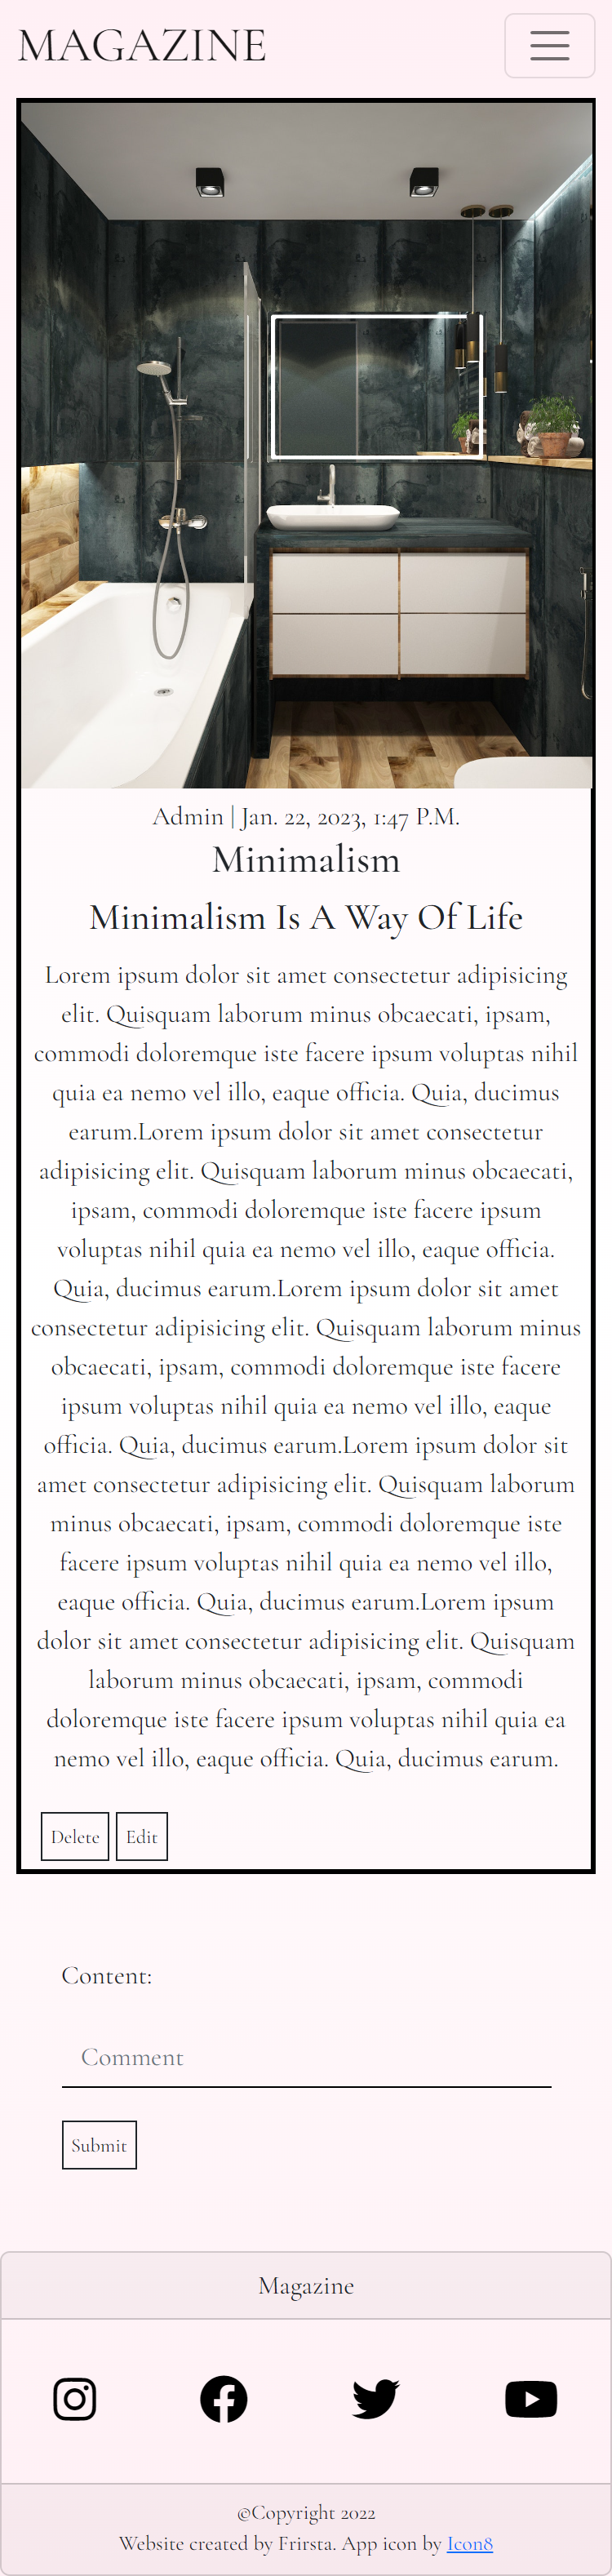 MAGAZINE
Admin | Jan. 22, 2023, 1:47 P.M.
Minimalism
Minimalism Is A Way Of Life
Lorem ipsum dolor sit amet consectetur adipisicing
elit. Quisquam laborum minus obcaecati, ipsam,
commodi doloremque iste facere ipsum voluptas nihil
quia ea nemo vel illo, eaque officia. Quia, ducimus
earum.Lorem ipsum dolor sit amet consectetur
adipisicing elit. Quisquam laborum minus obcaecati,
ipsam, commodi doloremque iste facere ipsum
voluptas nihil quia ea nemo vel illo, eaque officia.
Quia, ducimus earum.Lorem ipsum dolor sit amet
consectetur adipisicing elit. Quisquam laborum minus
obcaecati, ipsam, commodi doloremque iste facere
ipsum voluptas nihil quia ea nemo vel illo, eaque
officia. Quia, ducimus earum.Lorem ipsum dolor sit
amet consectetur adipisicing elit. Quisquam laborum
minus obcaecati, ipsam, commodi doloremque iste
facere ipsum voluptas nihil quia ea nemo vel illo,
eaque officia. Quia, ducimus earum.Lorem ipsum
dolor sit amet consectetur adipisicing elit. Quisquam
laborum minus obcaecati, ipsam, commodi
doloremque iste facere ipsum voluptas nihil quia ea
nemo vel illo, eaque officia. Quia, ducimus earum.
Delete Edit
Content:
Comment
Submit
Magazine
©Copyright 2022
Website created by Frirsta. App icon by Icon8